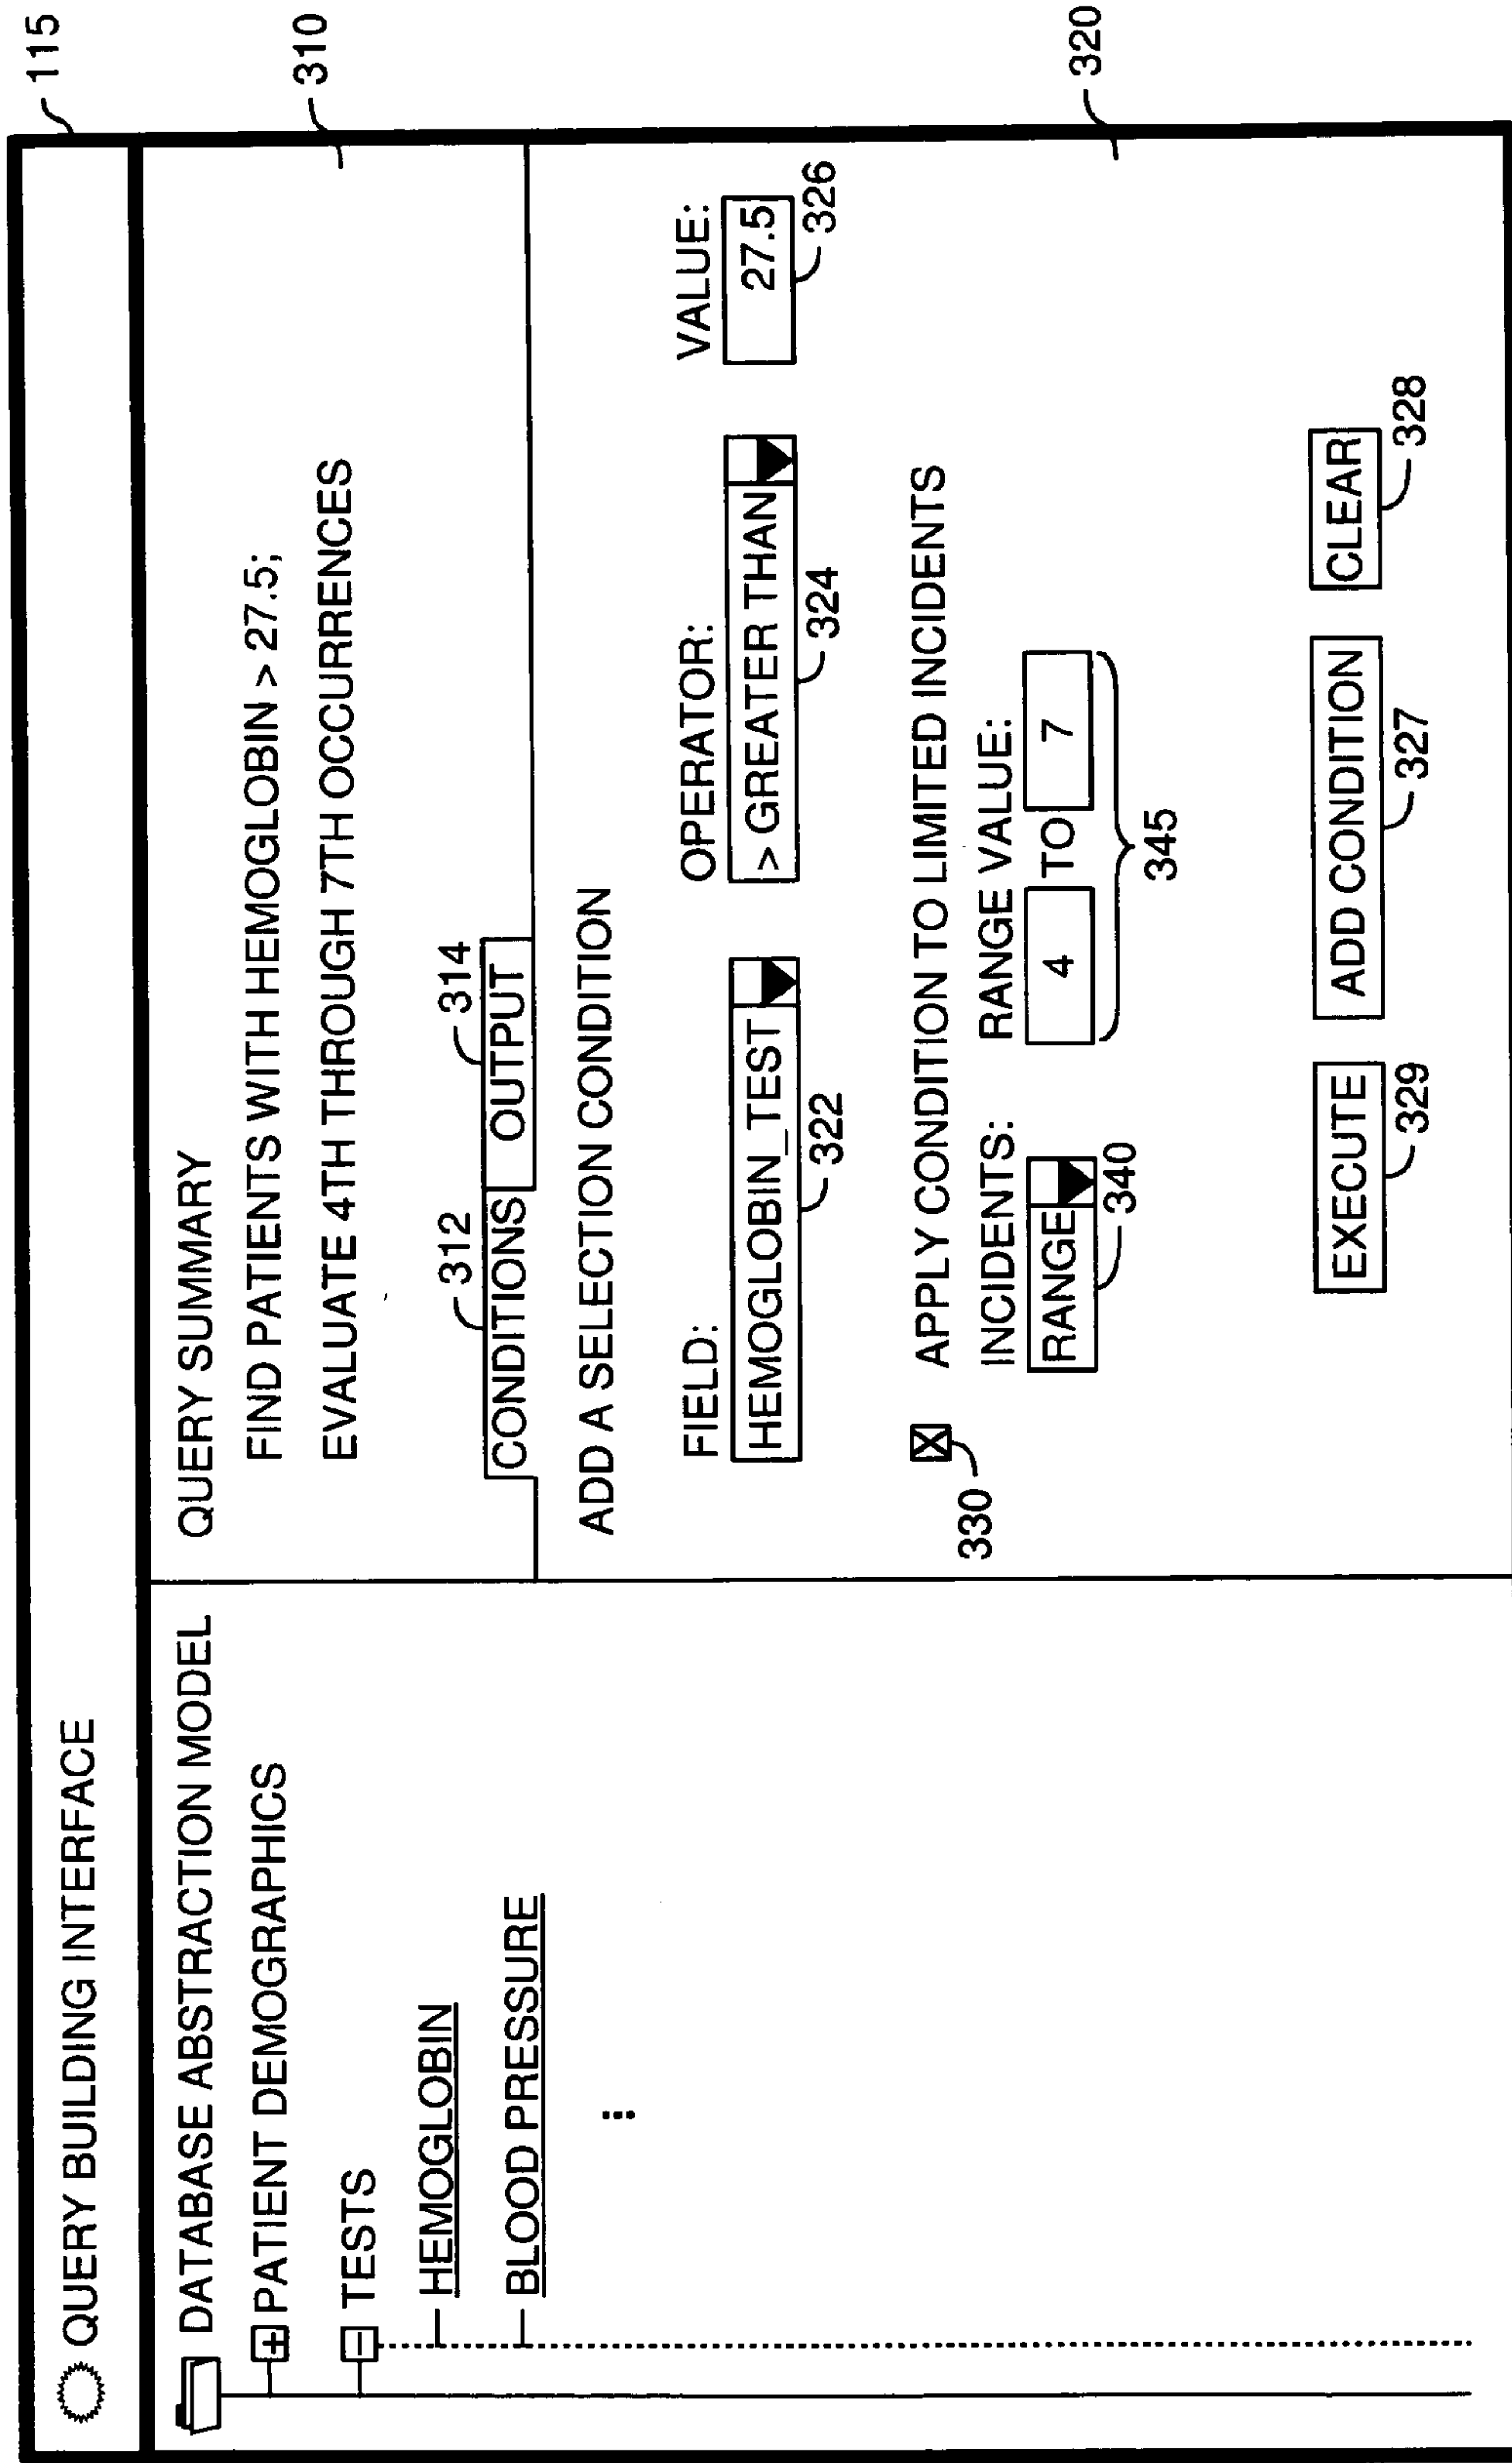 115
QUERY BUILDING INTERFACE
DATABASE ABSTRACTION MODEL
PATIENT DEMOGRAPHICS
TESTS
HEMOGLOBIN
BLOOD PRESSURE
...
310
QUERY SUMMARY
FIND PATIENTS WITH HEMOGLOBIN > 27.5;
EVALUATE 4TH THROUGH 7TH OCCURRENCES
312 314
CONDITIONS OUTPUT
ADD A SELECTION CONDITION
FIELD: OPERATOR: VALUE:
HEMOGLOBIN_TEST > GREATER THAN 27.5
322 324 326
APPLY CONDITION TO LIMITED INCIDENTS
330
INCIDENTS: RANGE VALUE:
RANGE 4 TO 7
340 345
320
EXECUTE ADD CONDITION CLEAR
329 327 328